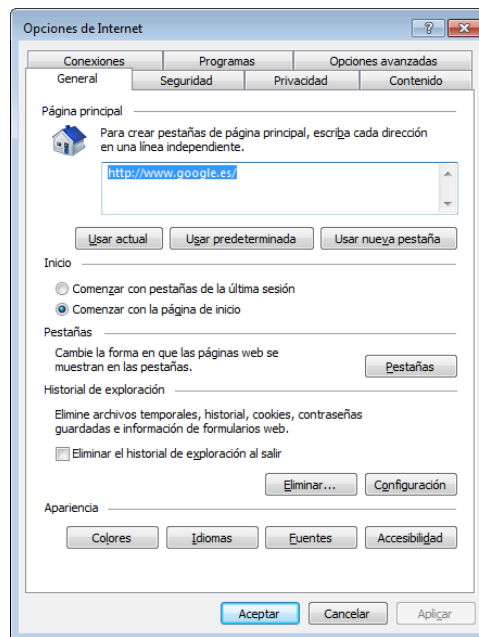 Opciones de Internet
Conexiones Programas Opciones avanzadas
General Seguridad Privacidad Contenido
Página principal
Para crear pestañas de página principal, escriba cada dirección
en una línea independiente.
http://www.google.es/
Usar actual Usar predeterminada Usar nueva pestaña
Inicio
Comenzar con pestañas de la última sesión
Comenzar con la página de inicio
Pestañas
Cambie la forma en que las páginas web se
muestran en las pestañas.
Pestañas
Historial de exploración
Elimine archivos temporales, historial, cookies, contraseñas
guardadas e información de formularios web.
Eliminar el historial de exploración al salir
Eliminar... Configuración
Apariencia
Colores Idiomas Fuentes Accesibilidad
Aceptar Cancelar Aplicar